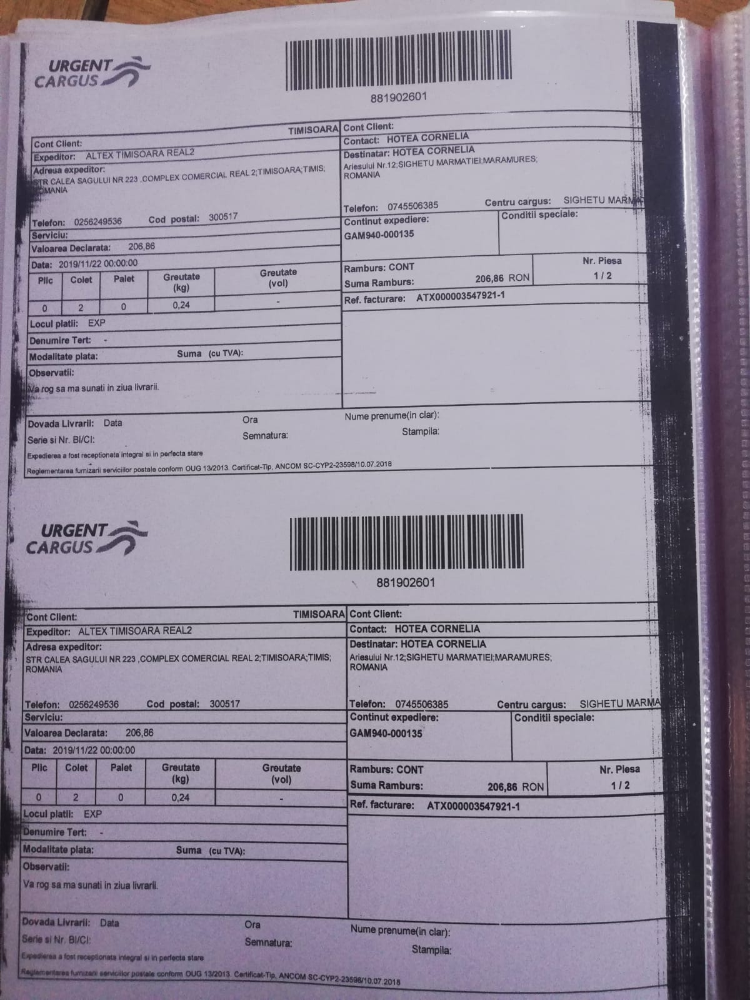 URGENT
CARGUS
881902601
TIMISOARA
Cont Client:
Expeditor: ALTEX TIMISOARA REAL2
Adresa expeditor:
STR CALEA SAGULUI NR 223 ,COMPLEX COMERCIAL REAL 2;TIMISOARA;TIMIS;
ROMANIA
Telefon: 0256249536 Cod postal: 300517
Serviciu:
Valoarea Declarata: 206,86
Data: 2019/11/22 00:00:00
Plic Colet Palet Greutate (kg) Greutate (vol)
0 2 0 0,24 -
Locul platii: EXP
Denumire Tert: -
Modalitate plata: Suma (cu TVA):
Observatii:
Va rog sa ma sunati in ziua livrarii.
Cont Client:
Contact: HOTEA CORNELIA
Destinatar: HOTEA CORNELIA
Ariesului Nr.12;SIGHETU MARMATIEI;MARAMURES;
ROMANIA
Telefon: 0745506385 Centru cargus: SIGHETU MARMA
Continut expediere: Conditii speciale:
GAM940-000135
Ramburs: CONT Nr. Piesa
Suma Ramburs: 206,86 RON 1 / 2
Ref. facturare: ATX000003547921-1
Dovada Livrarii: Data Ora Nume prenume(in clar):
Serie si Nr. BI/CI: Semnatura: Stampila:
Expedierea a fost receptionata integral si in perfecta stare
Reglementarea furnizarii serviciilor postale conform OUG 13/2013. Certificat-Tip, ANCOM SC-CYP2-23598/10.07.2018
URGENT
CARGUS
881902601
TIMISOARA
Cont Client:
Expeditor: ALTEX TIMISOARA REAL2
Adresa expeditor:
STR CALEA SAGULUI NR 223 ,COMPLEX COMERCIAL REAL 2;TIMISOARA;TIMIS;
ROMANIA
Telefon: 0256249536 Cod postal: 300517
Serviciu:
Valoarea Declarata: 206,86
Data: 2019/11/22 00:00:00
Plic Colet Palet Greutate (kg) Greutate (vol)
0 2 0 0,24 -
Locul platii: EXP
Denumire Tert: -
Modalitate plata: Suma (cu TVA):
Observatii:
Va rog sa ma sunati in ziua livrarii.
Cont Client:
Contact: HOTEA CORNELIA
Destinatar: HOTEA CORNELIA
Ariesului Nr.12;SIGHETU MARMATIEI;MARAMURES;
ROMANIA
Telefon: 0745506385 Centru cargus: SIGHETU MARMA
Continut expediere: Conditii speciale:
GAM940-000135
Ramburs: CONT Nr. Piesa
Suma Ramburs: 206,86 RON 1 / 2
Ref. facturare: ATX000003547921-1
Dovada Livrarii: Data Ora Nume prenume(in clar):
Serie si Nr. BI/CI: Semnatura: Stampila:
Expedierea a fost receptionata integral si in perfecta stare
Reglementarea furnizarii serviciilor postale conform OUG 13/2013. Certificat-Tip, ANCOM SC-CYP2-23598/10.07.2018